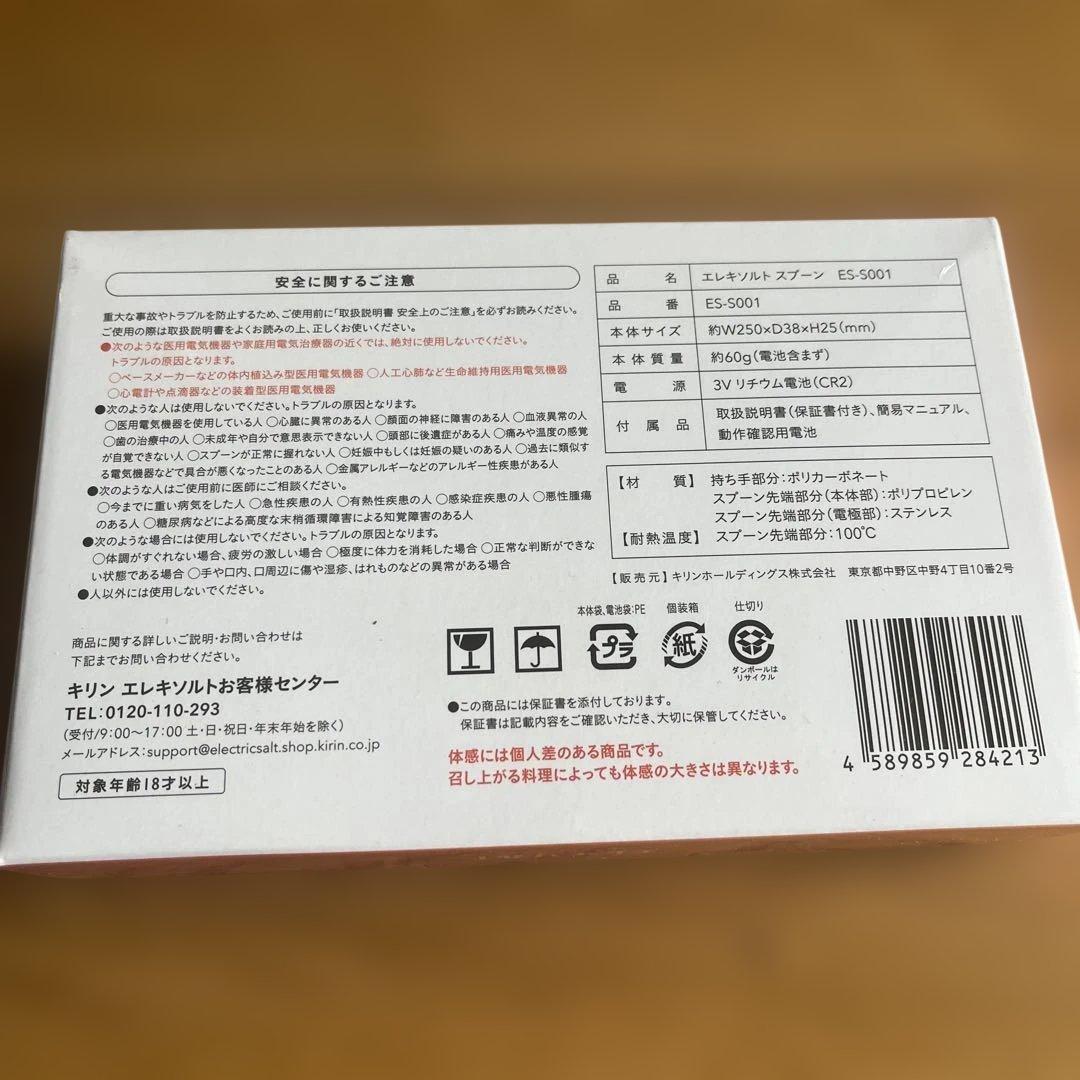 安全に関するご注意
重大な事故やトラブルを防止するため、ご使用前に「取扱説明書 安全上のご注意」を必ずお読みください。
ご使用の際は取扱説明書をよくお読みの上、正しくお使いください。
●次のような医用電気機器や家庭用電気治療器の近くでは、絶対に使用しないでください。
トラブルの原因となります。
○ペースメーカーなどの体内植込み型医用電気機器 ○人工心肺など生命維持用医用電気機器
○心電計や点滴器などの装着型医用電気機器
●次のような人は使用しないでください。トラブルの原因となります。
○医用電気機器を使用している人 ○心臓に異常のある人 ○顔面の神経に障害のある人 ○血液異常の人
○歯の治療中の人 ○未成年や自分で意思表示できない人 ○頭部に後遺症がある人 ○痛みや温度の感覚
が自覚できない人 ○スプーンが正常に握れない人 ○妊娠中もしくは妊娠の疑いのある人 ○過去に類似す
る電気機器などで具合が悪くなったことのある人 ○金属アレルギーなどのアレルギー性疾患がある人
●次のような人はご使用前に医師にご相談ください。
○今までに重い病気をした人 ○急性疾患の人 ○有熱性疾患の人 ○感染症疾患の人 ○悪性腫瘍
のある人 ○糖尿病などによる高度な末梢循環障害による知覚障害のある人
●次のような場合には使用しないでください。トラブルの原因となります。
○体調がすぐれない場合、疲労の激しい場合 ○極度に体力を消耗した場合 ○正常な判断ができな
い状態である場合 ○手や口内、口周辺に傷や湿疹、はれものなどの異常がある場合
●人以外には使用しないでください。
商品に関する詳しいご説明・お問い合わせは
下記までお問い合わせください。
キリン エレキソルトお客様センター
TEL:0120-110-293
(受付/9:00~17:00 土・日・祝日・年末年始を除く)
メールアドレス:support@electricsalt.shop.kirin.co.jp
対象年齢18才以上
品名 エレキソルト スプーン ES-S001
品番 ES-S001
本体サイズ 約W250×D38×H25(mm)
本体質量 約60g(電池含まず)
電源 3V リチウム電池(CR2)
付属品 取扱説明書(保証書付き)、簡易マニュアル、
動作確認用電池
【材質】 持ち手部分:ポリカーボネート
スプーン先端部分(本体部):ポリプロピレン
スプーン先端部分(電極部):ステンレス
【耐熱温度】 スプーン先端部分:100℃
【販売元】キリンホールディングス株式会社 東京都中野区中野4丁目10番2号
本体袋、電池袋:PE 個装箱 仕切り
プラ 紙
ダンボールは
リサイクル
●この商品には保証書を添付しております。
保証書は記載内容をご確認いただき、大切に保管してください。
体感には個人差のある商品です。
召し上がる料理によっても体感の大きさは異なります。
4 589859 284213